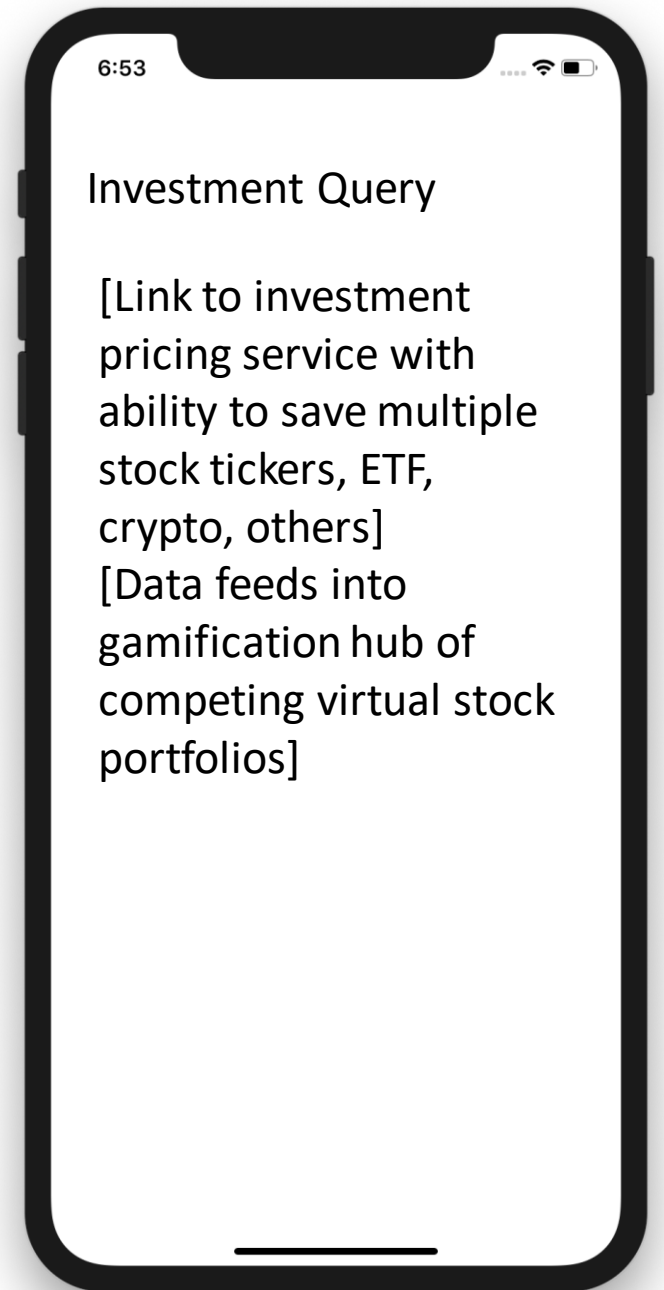 6:53
Investment Query
[Link to investment
pricing service with
ability to save multiple
stock tickers, ETF,
crypto, others]
[Data feeds into
gamification hub of
competing virtual stock
portfolios]